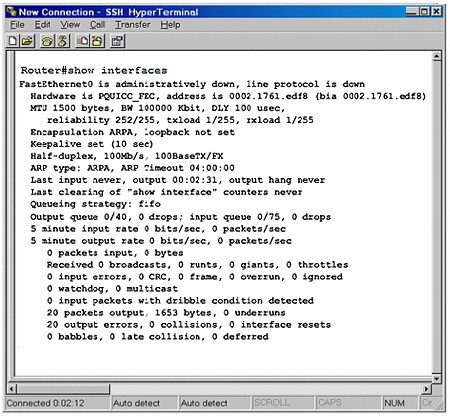 New Connection - SSH HyperTerminal
File Edit View Call Transfer Help
Router#show interfaces
FastEthernet0 is administratively down, line protocol is down
Hardware is PQUICC_FEC, address is 0002.1761.edf8 (bia 0002.1761.edf8)
MTU 1500 bytes, BW 100000 Kbit, DLY 100 usec,
reliability 252/255, txload 1/255, rxload 1/255
Encapsulation ARPA, loopback not set
Keepalive set (10 sec)
Half-duplex, 100Mb/s, 100BaseTX/FX
ARP type: ARPA, ARP Timeout 04:00:00
Last input never, output 00:02:31, output hang never
Last clearing of "show interface" counters never
Queueing strategy: fifo
Output queue 0/40, 0 drops; input queue 0/75, 0 drops
5 minute input rate 0 bits/sec, 0 packets/sec
5 minute output rate 0 bits/sec, 0 packets/sec
0 packets input, 0 bytes
Received 0 broadcasts, 0 runts, 0 giants, 0 throttles
0 input errors, 0 CRC, 0 frame, 0 overrun, 0 ignored
0 watchdog, 0 multicast
0 input packets with dribble condition detected
20 packets output, 1653 bytes, 0 underruns
20 output errors, 0 collisions, 0 interface resets
0 babbles, 0 late collision, 0 deferred
Connected 0:02:12 Auto detect Auto detect SCROLL CAPS NUM Ca